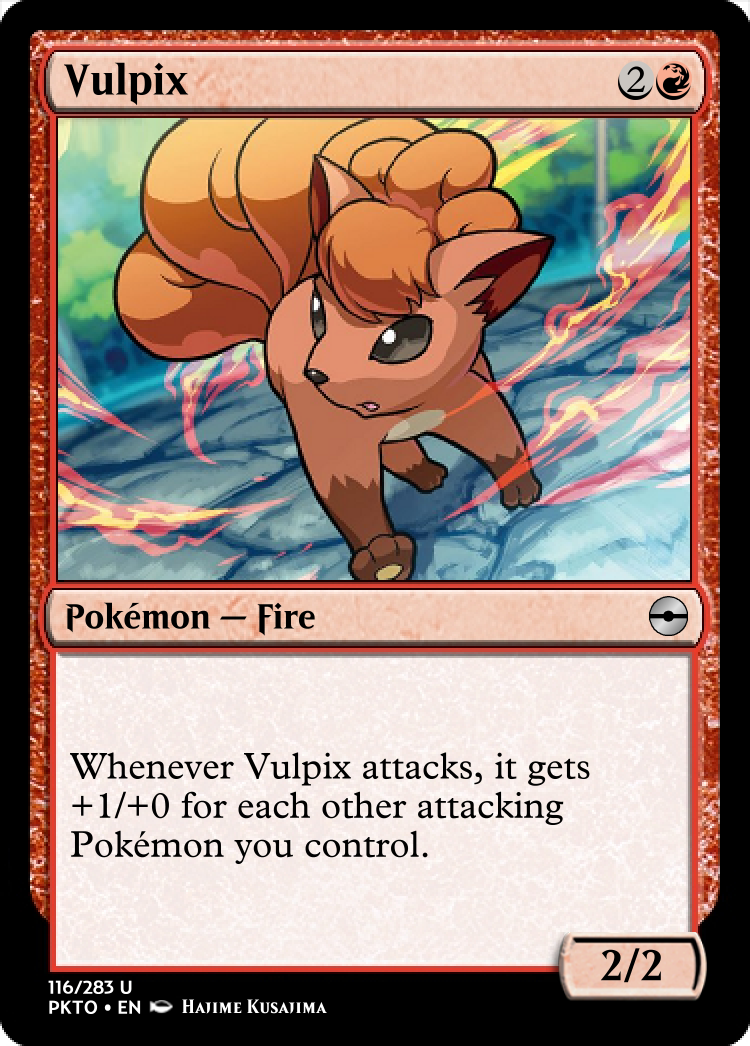 Vulpix 2
Pokémon — Fire
Whenever Vulpix attacks, it gets
+1/+0 for each other attacking
Pokémon you control.
2/2
116/283 U
PKTO • EN Hajime Kusajima